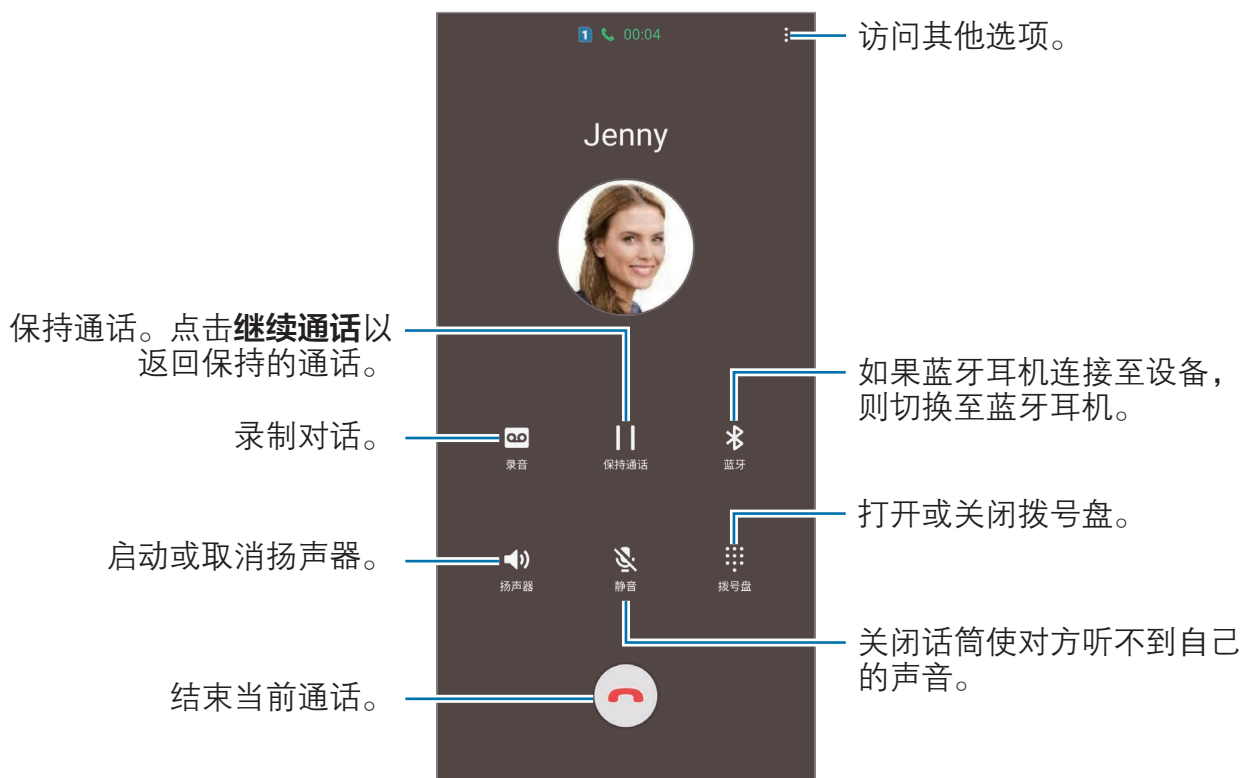 1 00:04
访问其他选项。
Jenny
保持通话。点击继续通话以
返回保持的通话。
如果蓝牙耳机连接至设备，
则切换至蓝牙耳机。
录制对话。
录音
保持通话
蓝牙
打开或关闭拨号盘。
启动或取消扬声器。
扬声器
静音
拨号盘
关闭话筒使对方听不到自己
的声音。
结束当前通话。